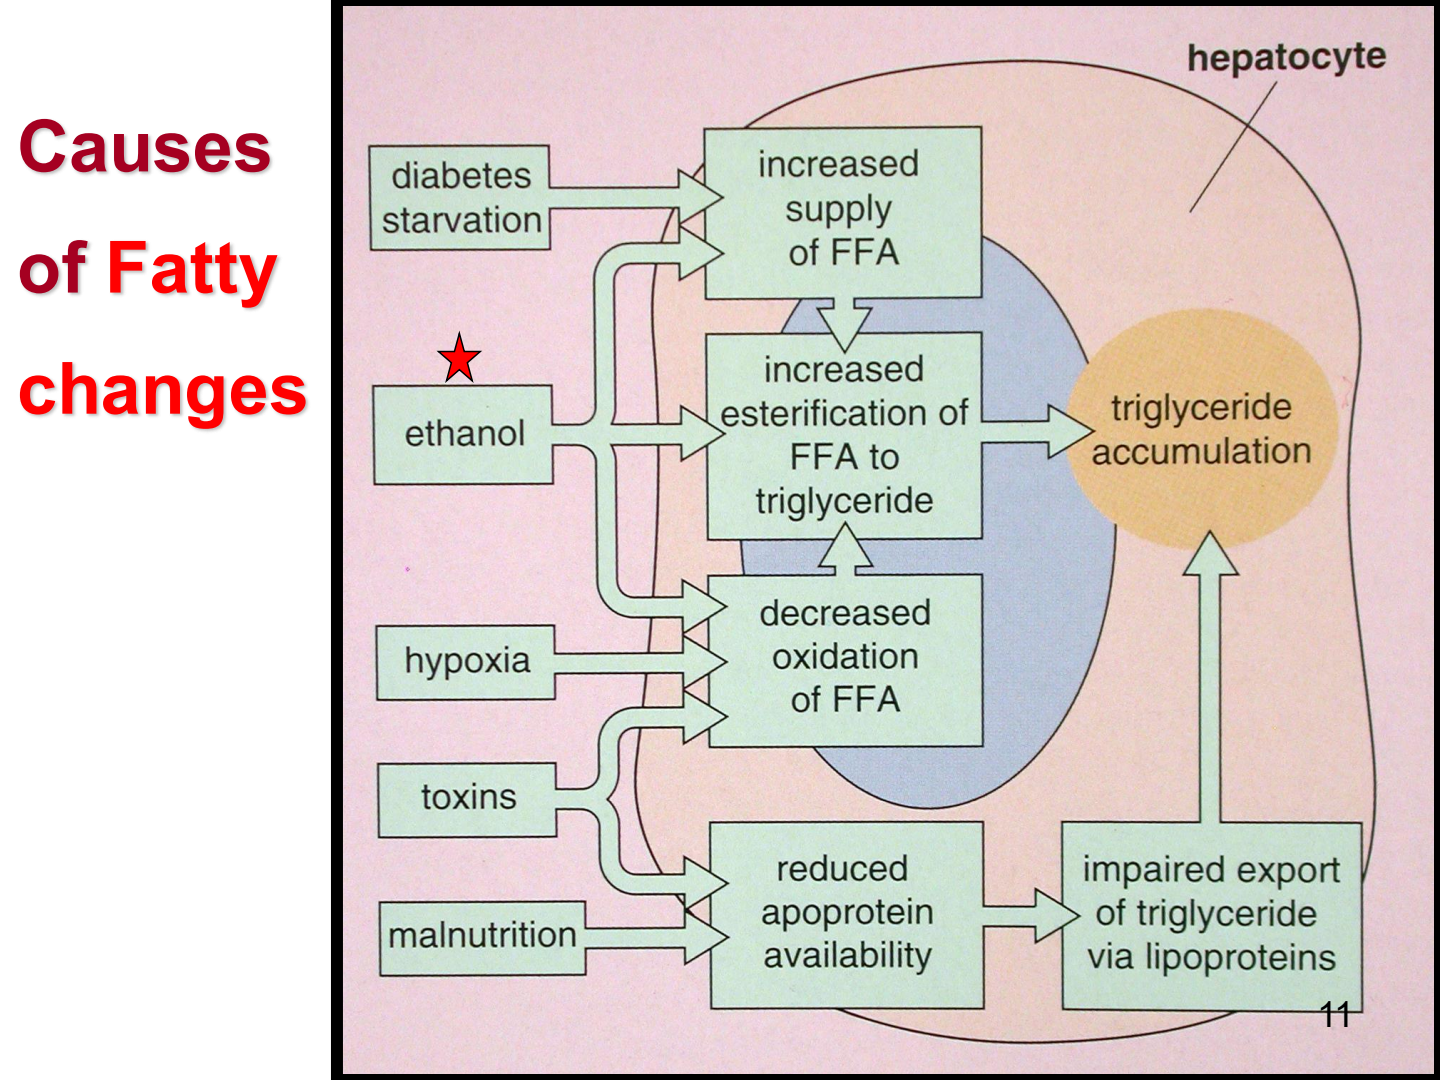 Causes
of Fatty
changes
hepatocyte
diabetes
starvation
increased
supply
of FFA
ethanol
increased
esterification of
FFA to
triglyceride
triglyceride
accumulation
hypoxia
decreased
oxidation
of FFA
toxins
malnutrition
reduced
apoprotein
availability
impaired export
of triglyceride
via lipoproteins
11